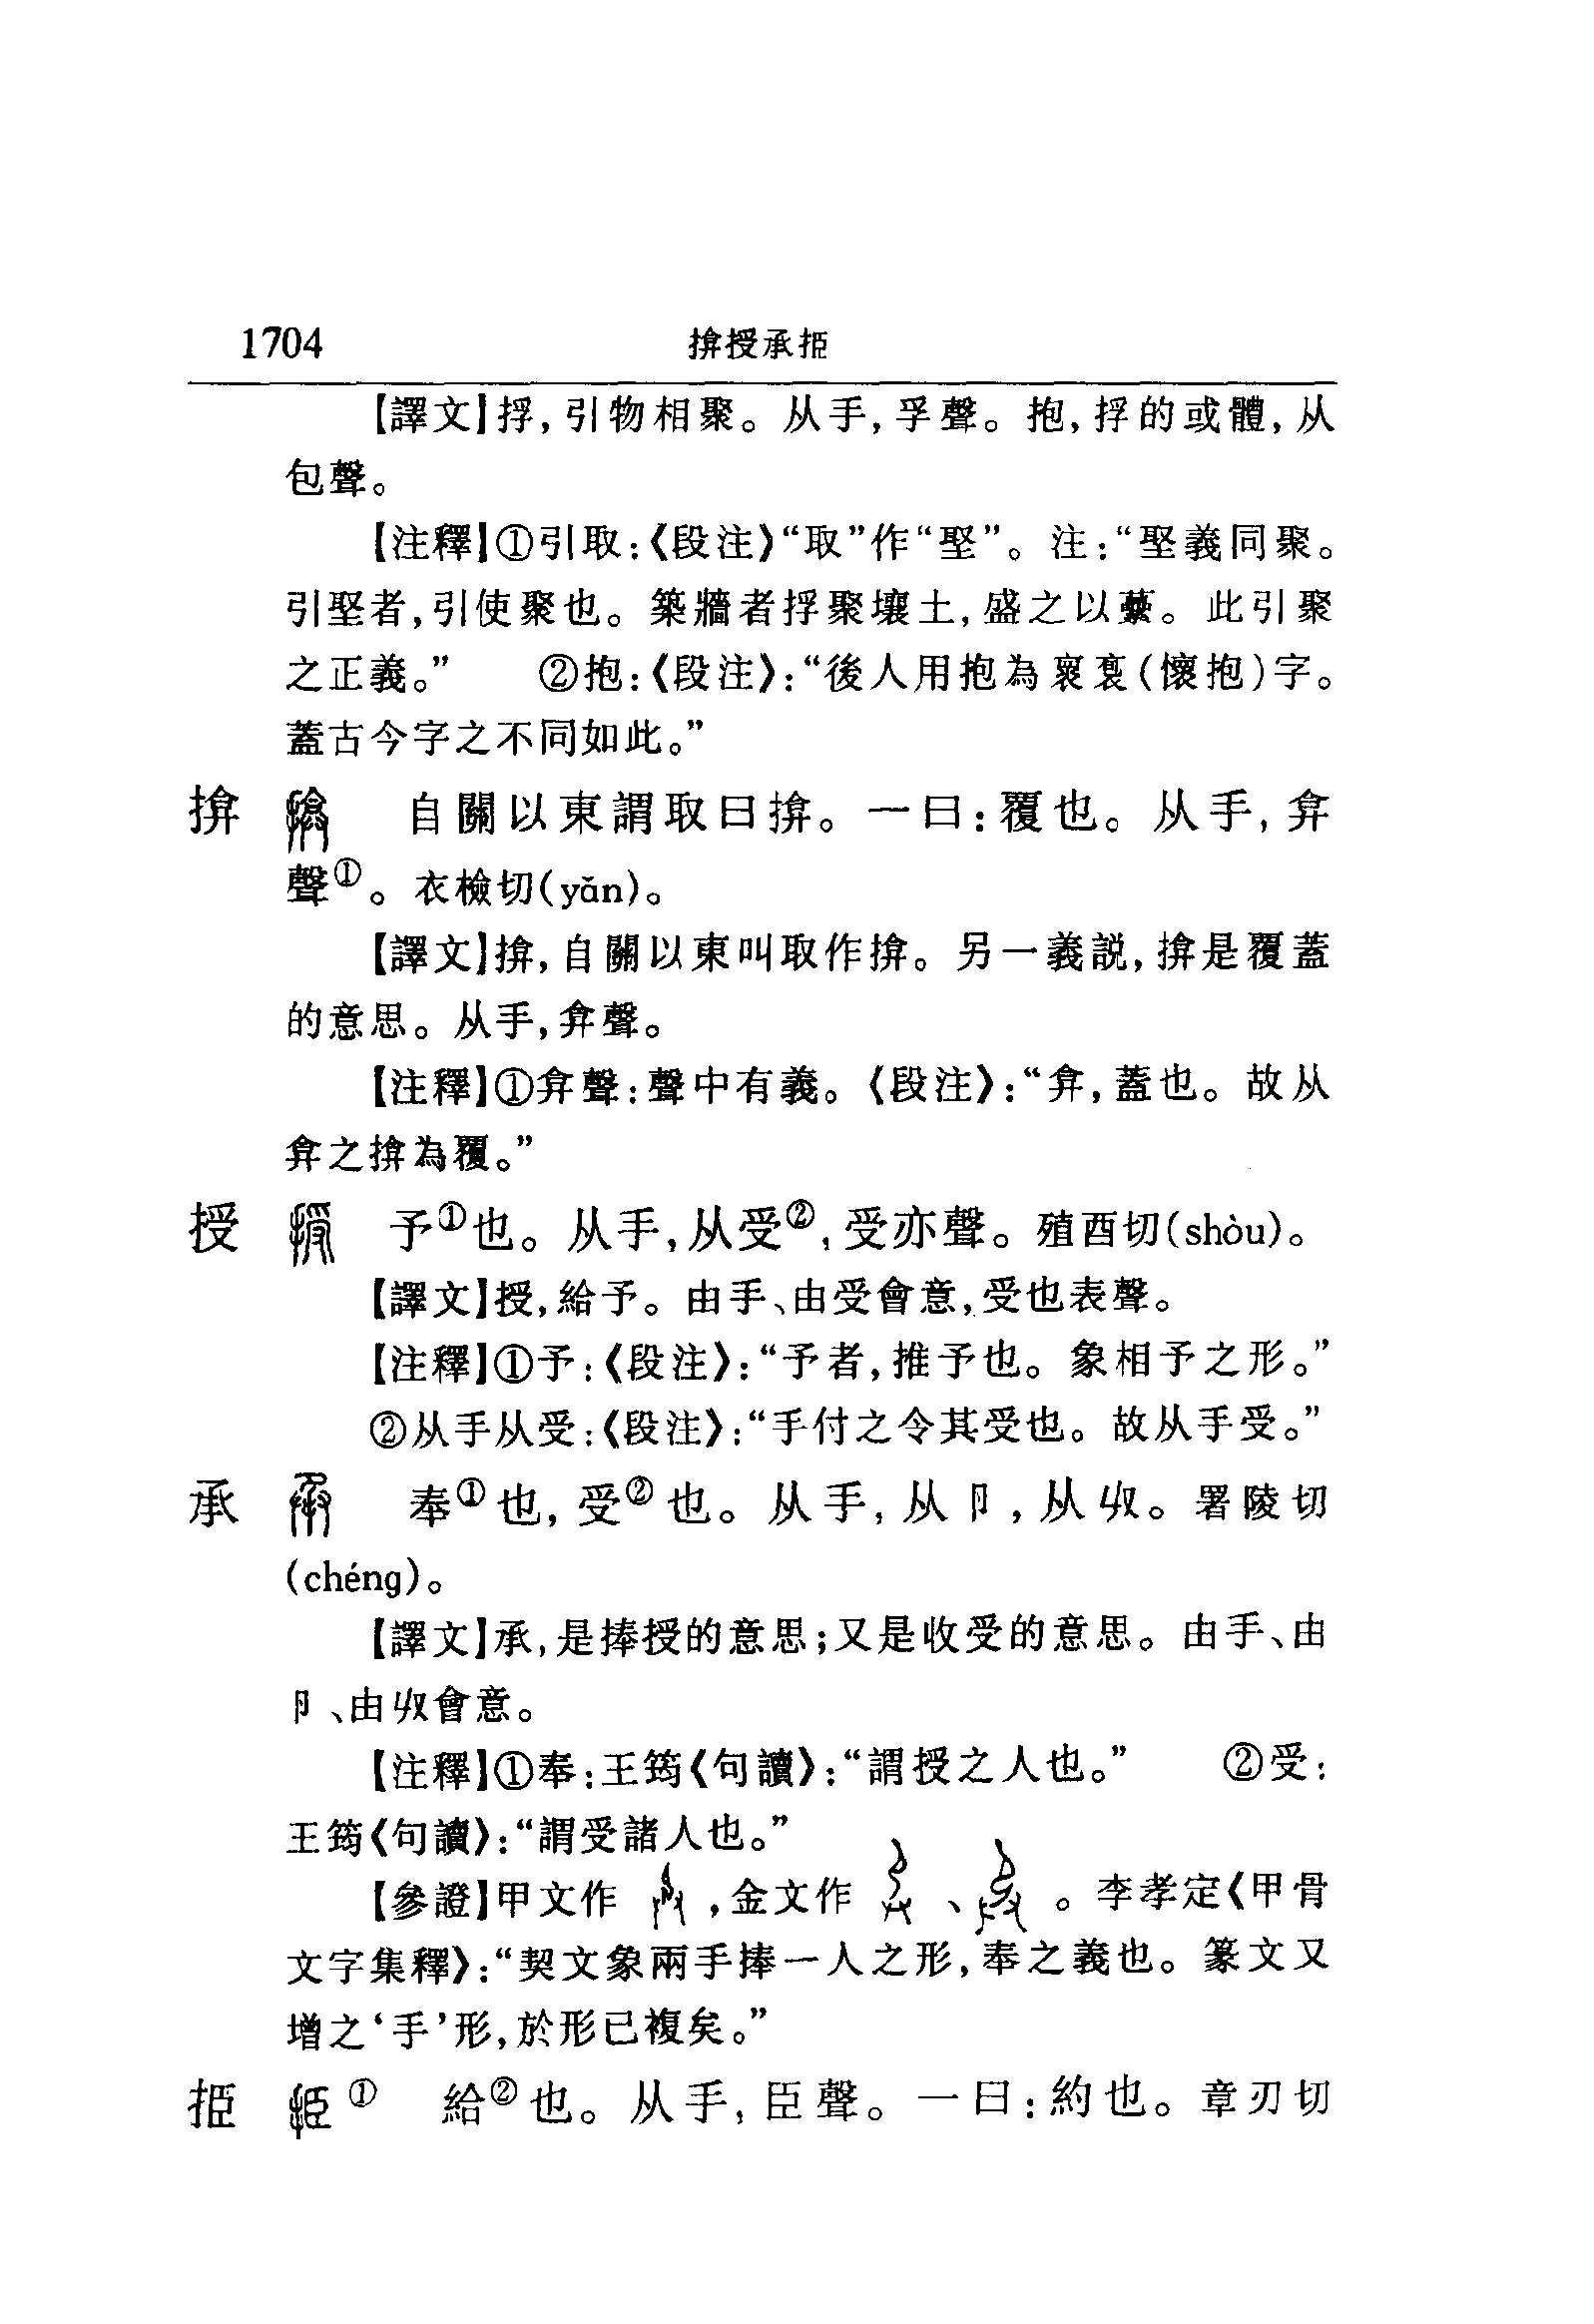 1704 揜授承挋
【譯文】捊,引物相聚。从手,孚聲。抱,捊的或體,从
包聲。
【注釋】①引取:《段注》“取”作“堅”。注:“堅義同聚。
引堅者,引使聚也。築牆者捊聚壤土,盛之以虆。此引聚
之正義。” ②抱:《段注》:“後人用抱為褱袌(懷抱)字。
蓋古今字之不同如此。”
揜 自關以東謂取曰揜。一曰:覆也。从手,弇
聲①。衣檢切(yǎn)。
【譯文】揜,自關以東叫取作揜。另一義説,揜是覆蓋
的意思。从手,弇聲。
【注釋】①弇聲:聲中有義。《段注》:“弇,蓋也。故从
弇之揜為覆。”
授 予①也。从手,从受②,受亦聲。殖酉切(shòu)。
【譯文】授,給予。由手、由受會意,受也表聲。
【注釋】①予:《段注》:“予者,推予也。象相予之形。”
②从手从受:《段注》:“手付之令其受也。故从手受。”
承 奉①也,受②也。从手,从卪,从収。署陵切
(chéng)。
【譯文】承,是捧授的意思;又是收受的意思。由手、由
卪、由収會意。
【注釋】①奉:王筠《句讀》:“謂授之人也。” ②受:
王筠《句讀》:“謂受諸人也。”
【參證】甲文作 ,金文作 、 。李孝定《甲骨
文字集釋》:“契文象兩手捧一人之形,奉之義也。篆文又
增之‘手’形,於形已複矣。”
挋 ① 給②也。从手,臣聲。一曰:約也。章刃切